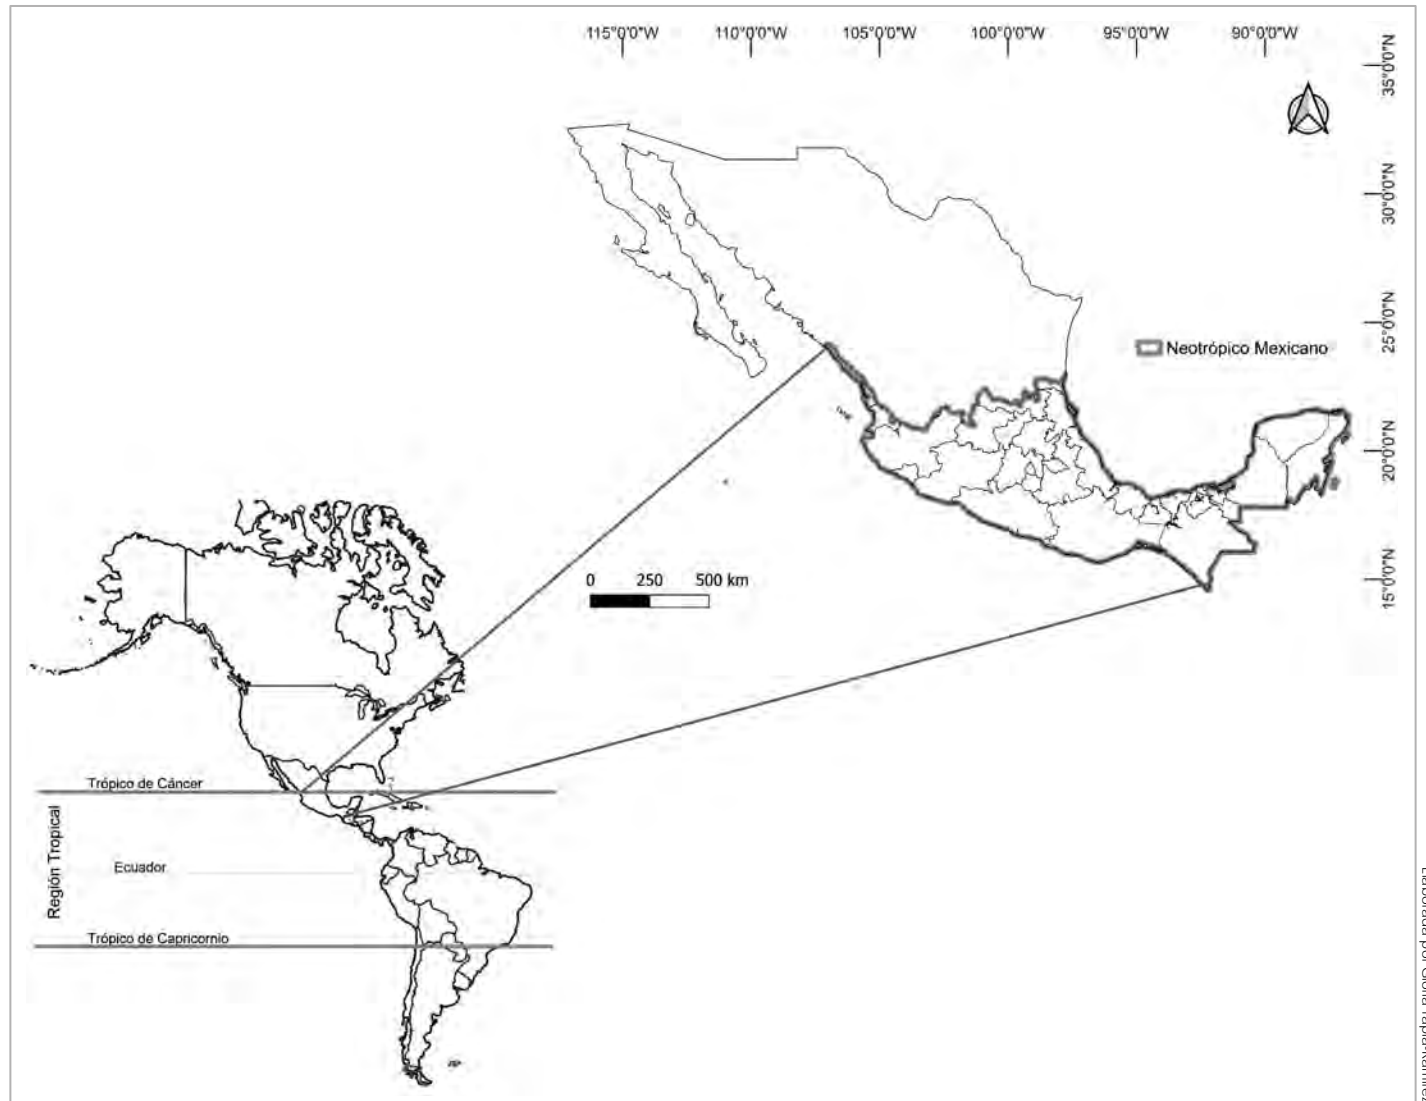 115°0'0"W
110°0'0"W
105°0'0"W
100°0'0"W
95°0'0"W
90°0'0"W
35°0'0"N
30°0'0"N
25°0'0"N
20°0'0"N
15°0'0"N
Neotrópico Mexicano
0 250 500 km
Trópico de Cáncer
Región Tropical
Ecuador
Trópico de Capricornio